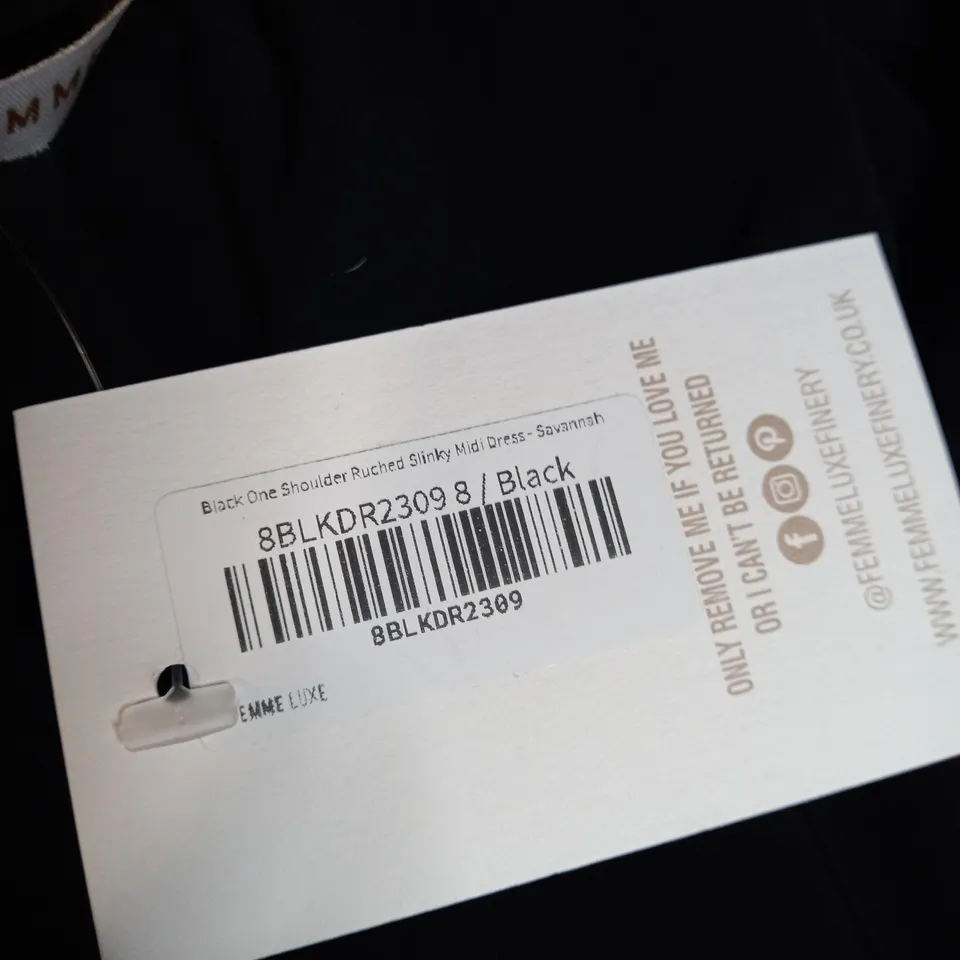 MM
Black One Shoulder Ruched Slinky Midi Dress - Savannah
8BLKDR2309 8 / Black
8BLKDR2309
EMME LUXE
ONLY REMOVE ME IF YOU LOVE ME
OR I CAN'T BE RETURNED
@FEMMELUXEFINERY
WWW.FEMMELUXEFINERY.CO.UK